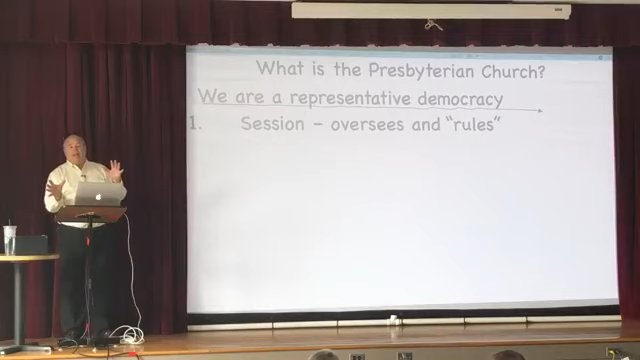 What is the Presbyterian Church?
We are a representative democracy
1. Session – oversees and "rules"